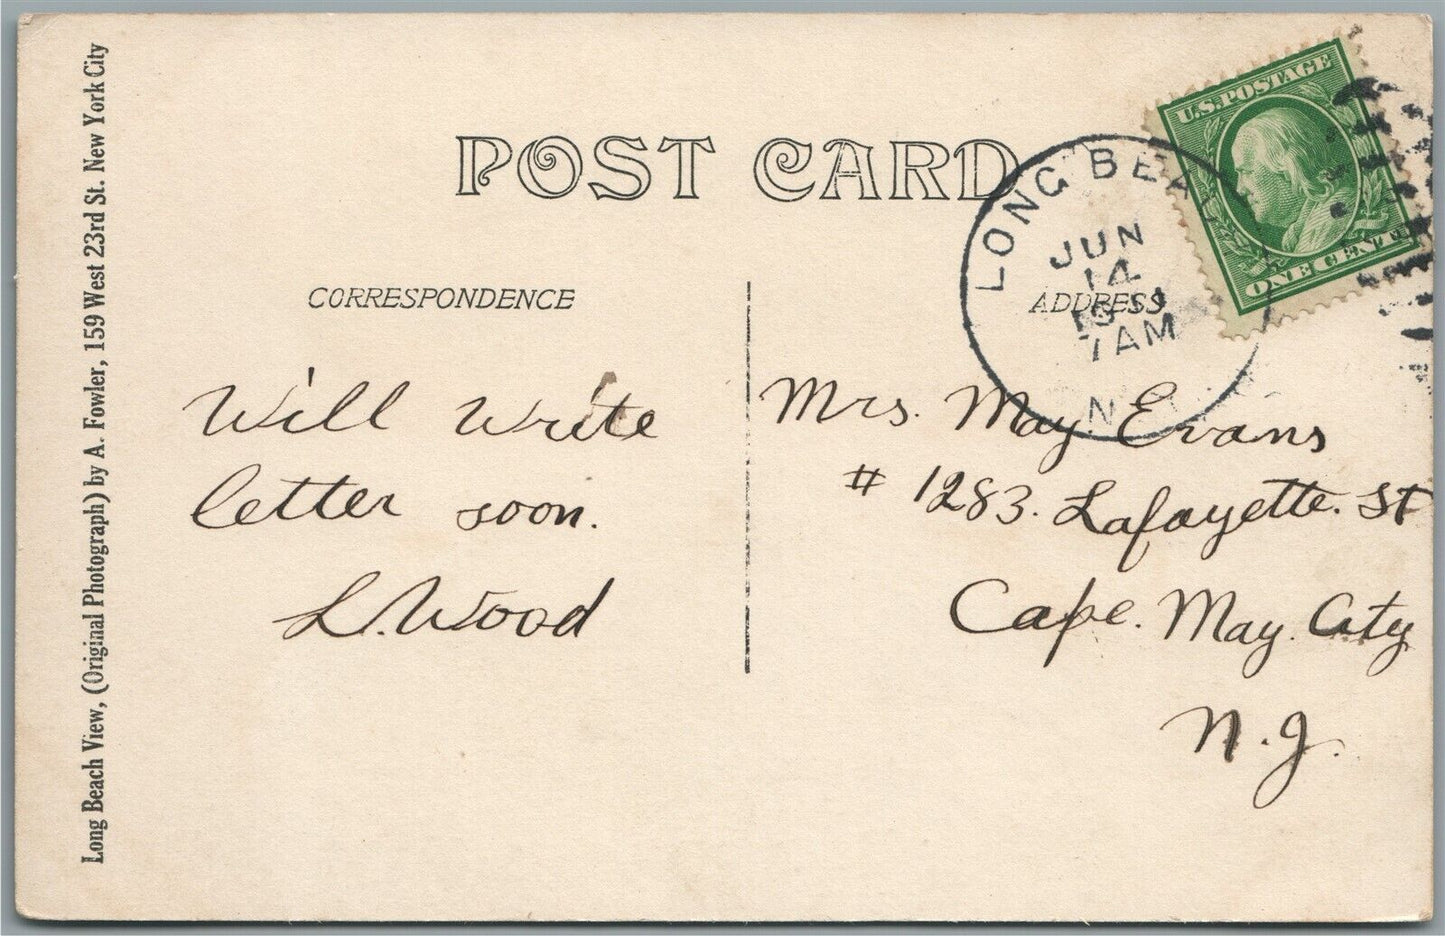 Long Beach View, (Original Photograph) by A. Fowler, 159 West 23rd St. New York City
POST CARD
U.S. POSTAGE
ONE CENT
LONG BEA
JUN
14
7 AM
N
CORRESPONDENCE
ADDRESS
Will write
letter soon.
L. Wood
Mrs. May Evans
# 1283. Lafayette. St
Cape. May. City
N. J.